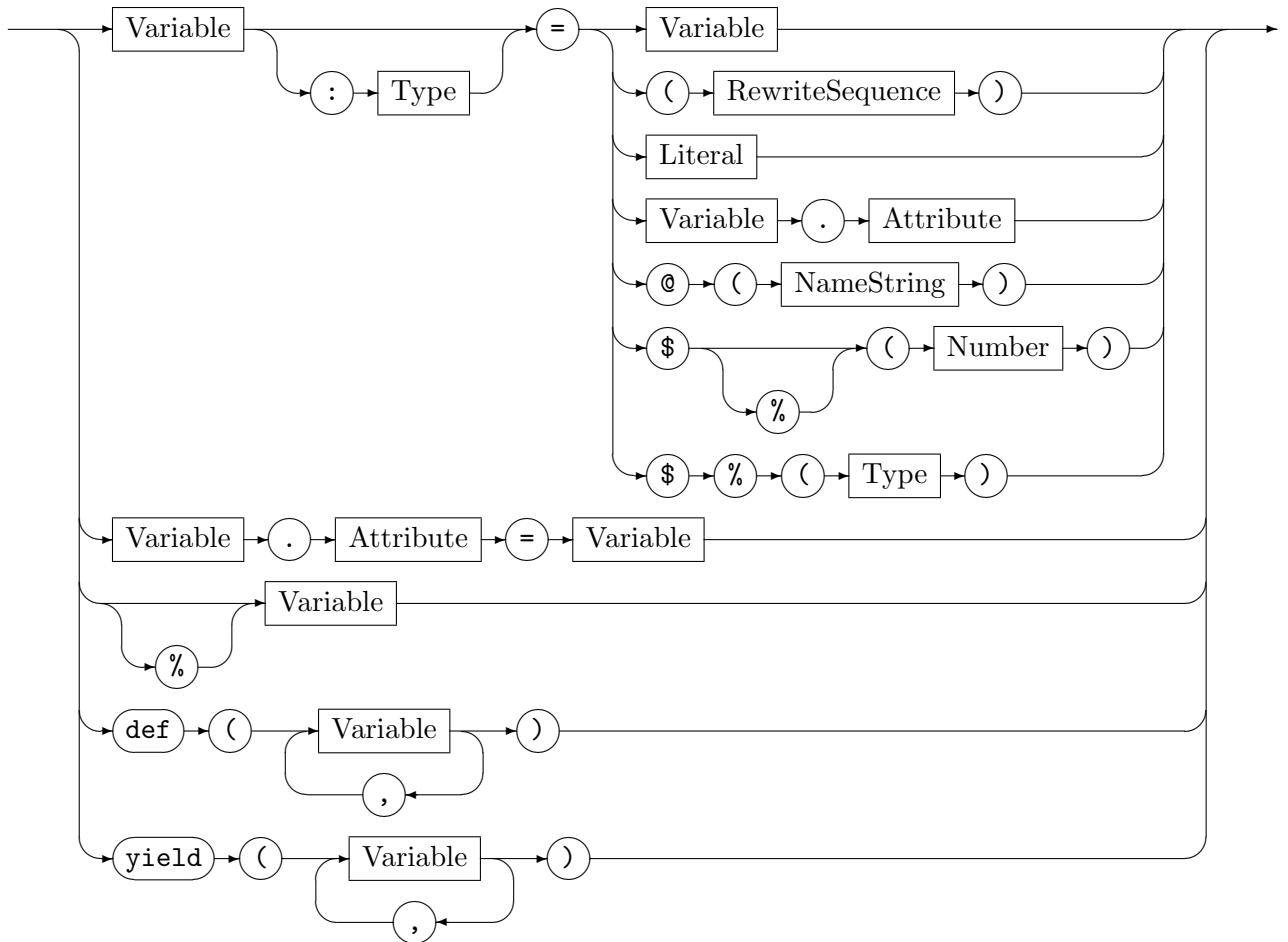 Variable = Variable
: Type ( RewriteSequence )
Literal
Variable . Attribute
@ ( NameString )
$ ( Number )
%
$ % ( Type )
Variable . Attribute = Variable
Variable
%
def ( Variable )
,
yield ( Variable )
,